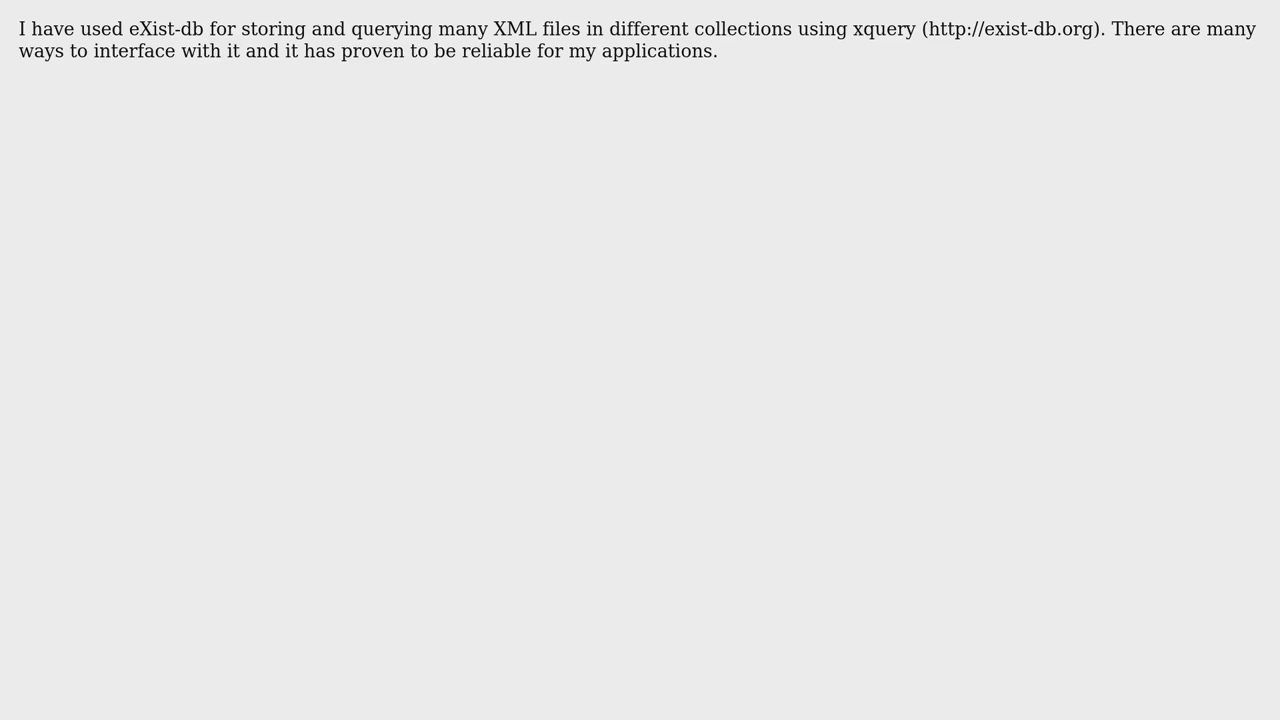 I have used eXist-db for storing and querying many XML files in different collections using xquery (http://exist-db.org). There are many
ways to interface with it and it has proven to be reliable for my applications.